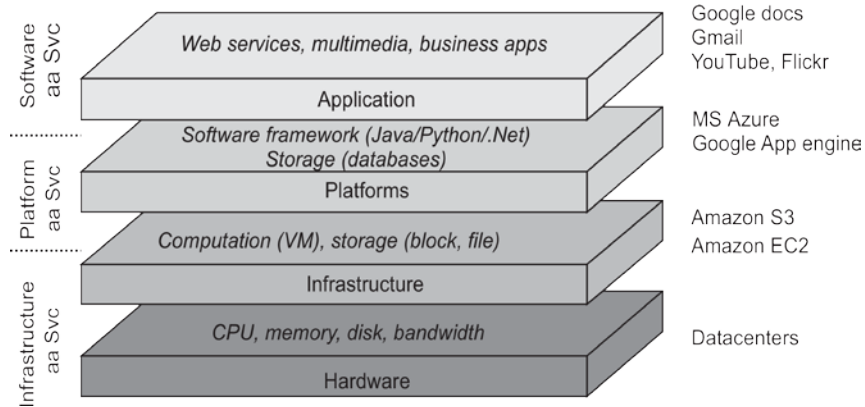 Software
aa Svc
Web services, multimedia, business apps
Application
Google docs
Gmail
YouTube, Flickr
Platform
aa Svc
Software framework (Java/Python/.Net)
Storage (databases)
Platforms
MS Azure
Google App engine
Infrastructure
aa Svc
Computation (VM), storage (block, file)
Infrastructure
Amazon S3
Amazon EC2
CPU, memory, disk, bandwidth
Hardware
Datacenters